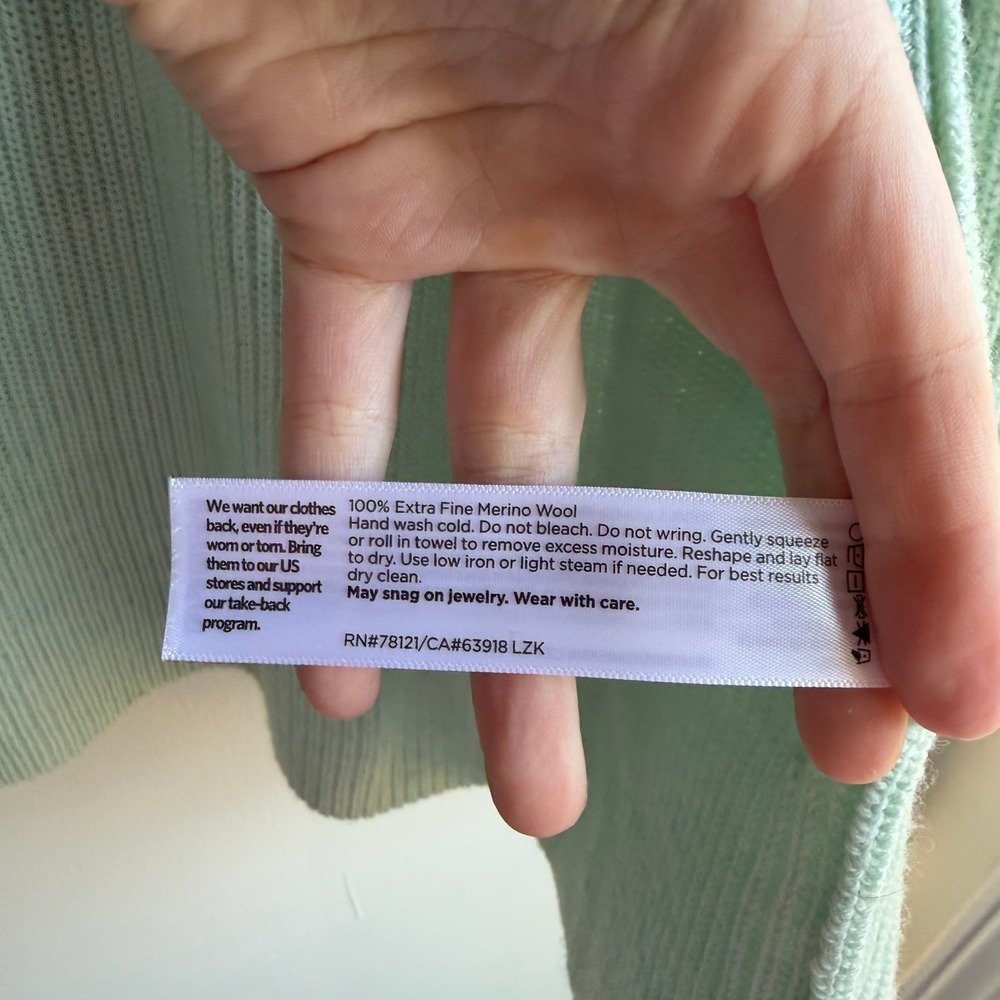 We want our clothes
back, even if they're
worn or torn. Bring
them to our US
stores and support
our take-back
program.
100% Extra Fine Merino Wool
Hand wash cold. Do not bleach. Do not wring. Gently squeeze
or roll in towel to remove excess moisture. Reshape and lay flat
to dry. Use low iron or light steam if needed. For best results
dry clean.
May snag on jewelry. Wear with care.
RN#78121/CA#63918 LZK